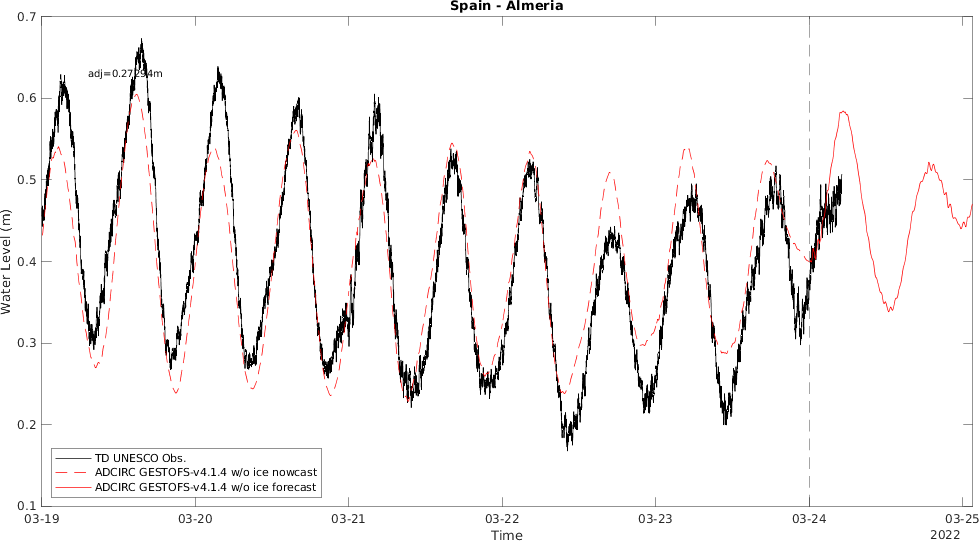 Spain - Almeria
0.7
0.6
0.5
0.4
0.3
0.2
0.1
Water Level (m)
adj=0.27294m
TD UNESCO Obs.
ADCIRC GESTOFS-v4.1.4 w/o ice nowcast
ADCIRC GESTOFS-v4.1.4 w/o ice forecast
03-19 03-20 03-21 03-22 03-23 03-24 03-25
Time
2022